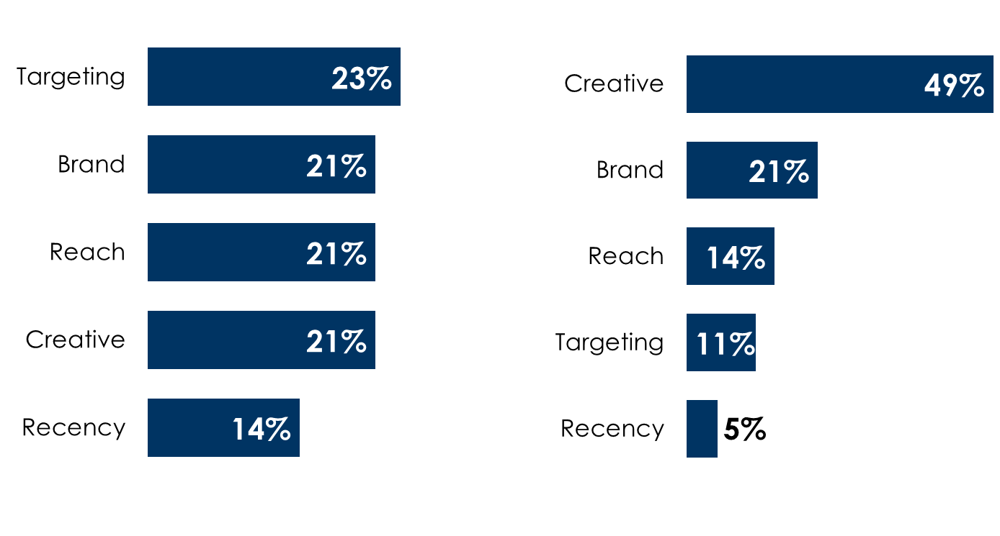 Targeting 23%
Brand 21%
Reach 21%
Creative 21%
Recency 14%
Creative 49%
Brand 21%
Reach 14%
Targeting 11%
Recency 5%